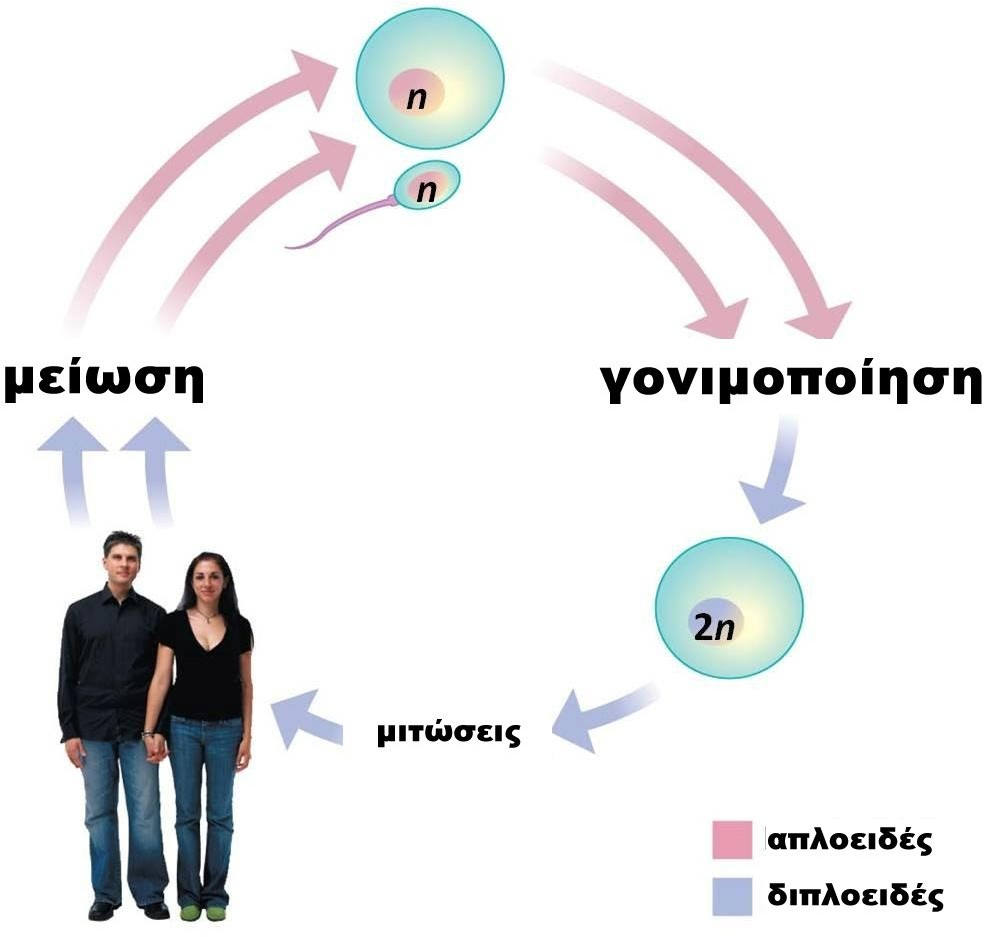 n
n
μείωση
γονιμοποίηση
2n
μιτώσεις
απλοειδές
διπλοειδές